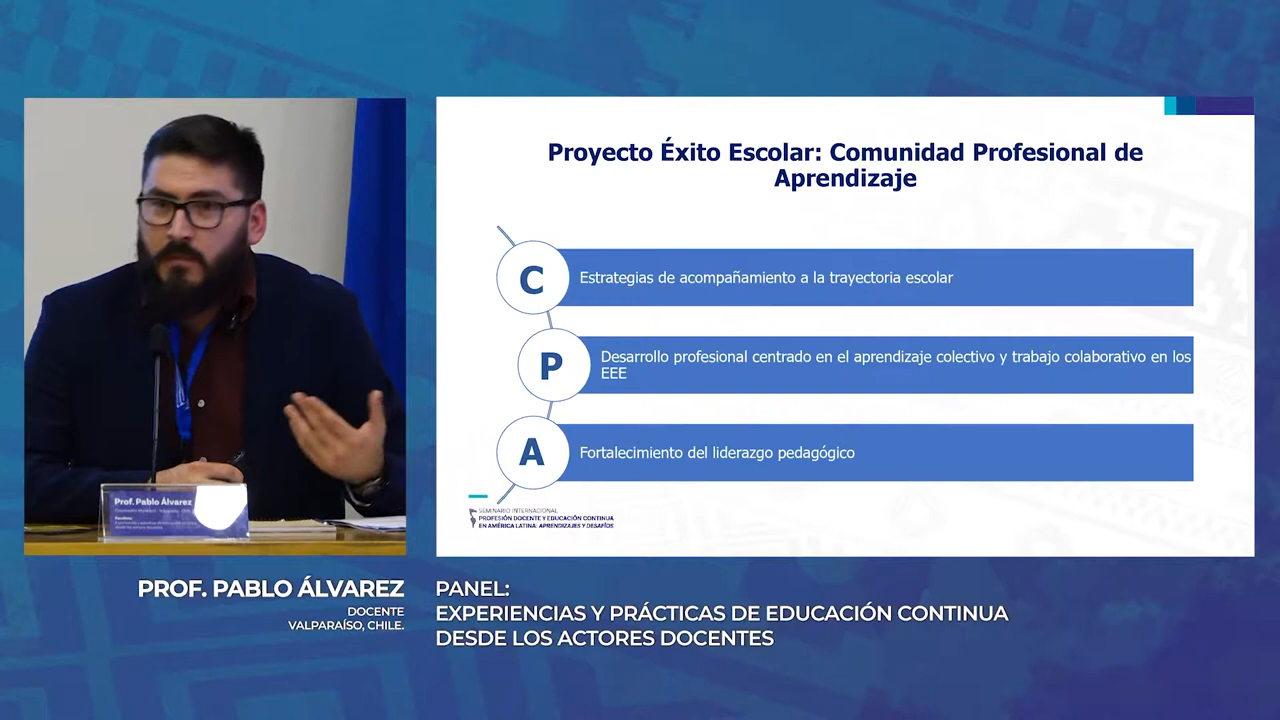 Proyecto Éxito Escolar: Comunidad Profesional de
Aprendizaje
C
Estrategias de acompañamiento a la trayectoria escolar
P
Desarrollo profesional centrado en el aprendizaje colectivo y trabajo colaborativo en los
EEE
A
Fortalecimiento del liderazgo pedagógico
SEMINARIO INTERNACIONAL
PROFESIÓN DOCENTE Y EDUCACIÓN CONTINUA
EN AMÉRICA LATINA: APRENDIZAJES Y DESAFÍOS
Prof. Pablo Álvarez
PROF. PABLO ÁLVAREZ
DOCENTE
VALPARAÍSO, CHILE.
PANEL:
EXPERIENCIAS Y PRÁCTICAS DE EDUCACIÓN CONTINUA
DESDE LOS ACTORES DOCENTES